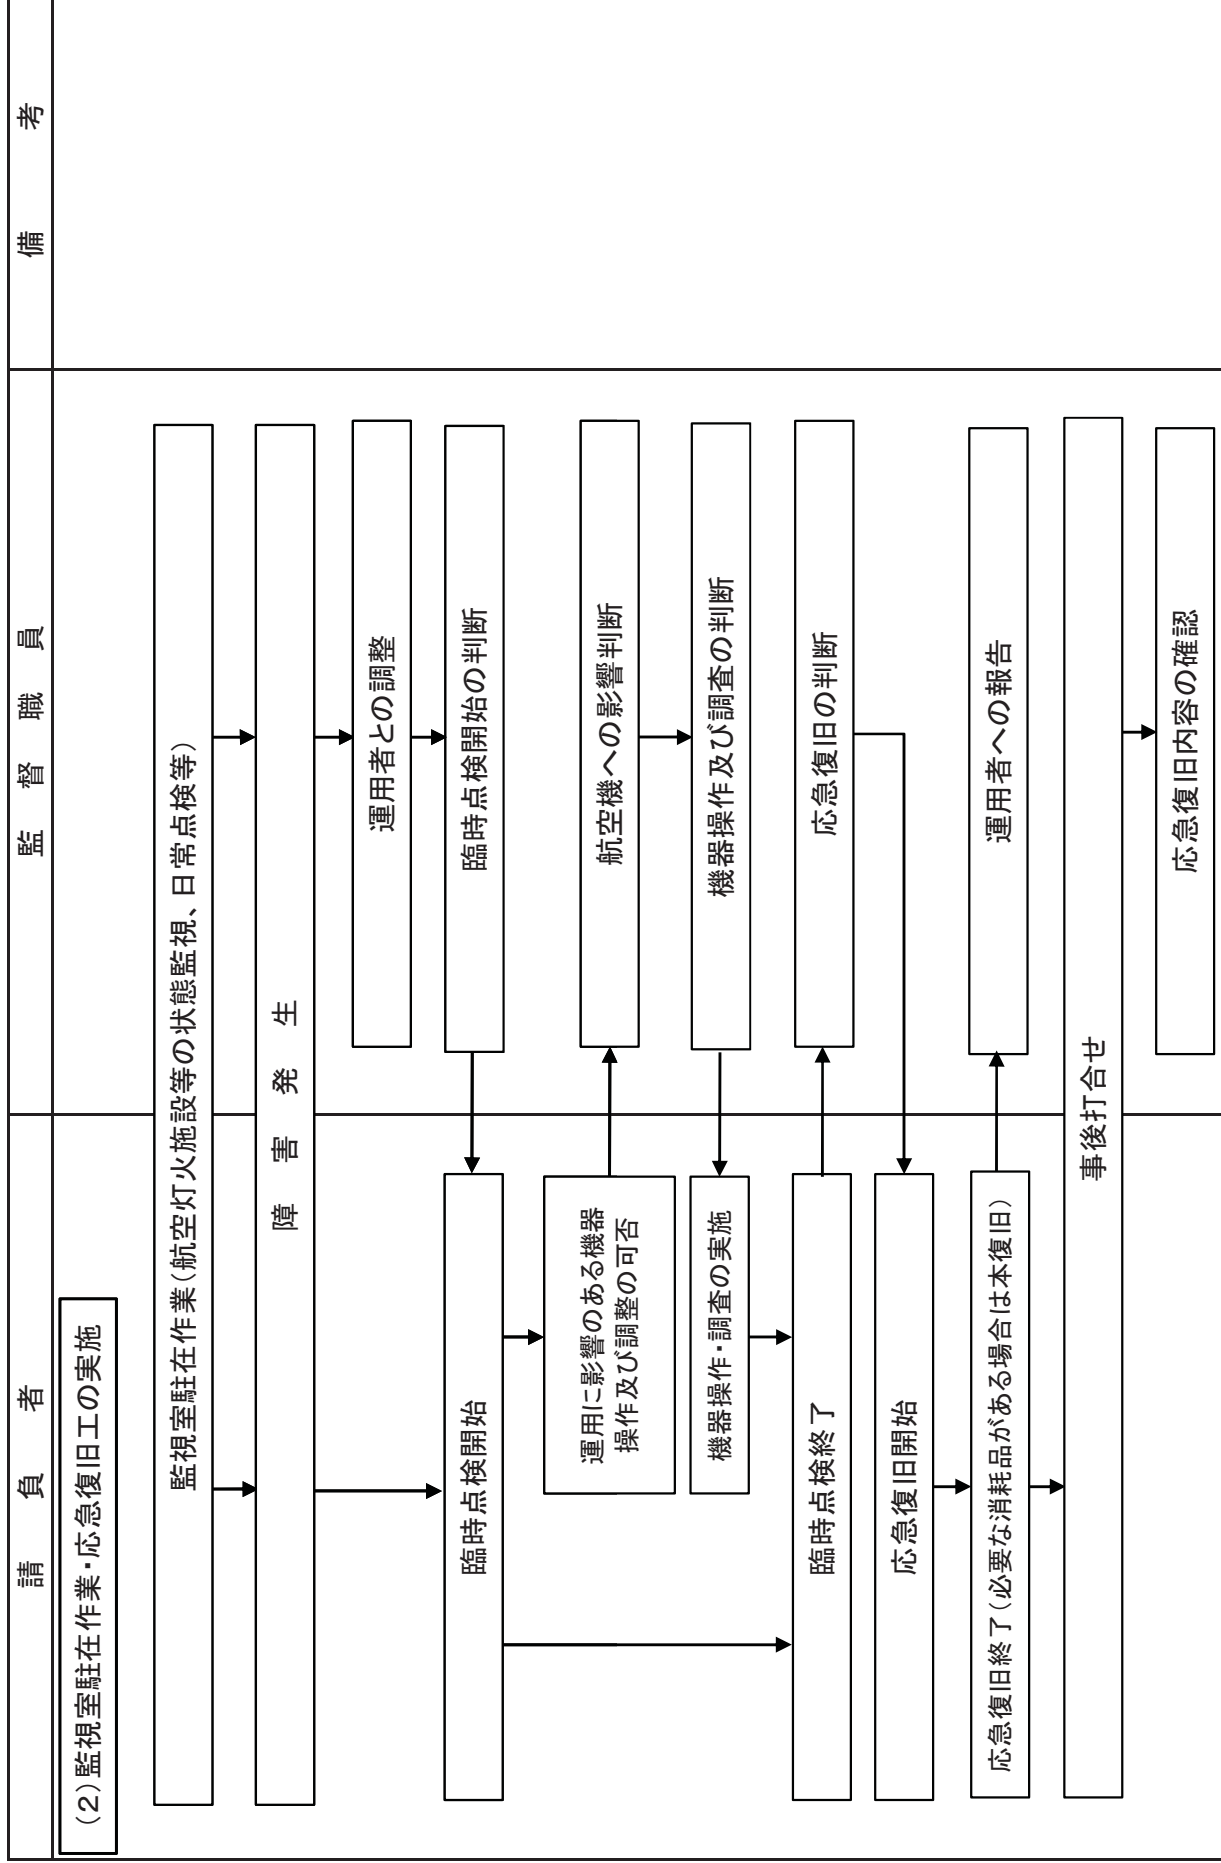 請負者
監督職員
備考
(2)監視室駐在作業・応急復旧工の実施
監視室駐在作業(航空灯火施設等の状態監視、日常点検等)
障害発生
運用者との調整
臨時点検開始の判断
臨時点検開始
運用に影響のある機器
操作及び調整の可否
航空機への影響判断
機器操作及び調査の判断
機器操作・調査の実施
臨時点検終了
応急復旧の判断
応急復旧開始
応急復旧終了(必要な消耗品がある場合は本復旧)
運用者への報告
事後打合せ
応急復旧内容の確認